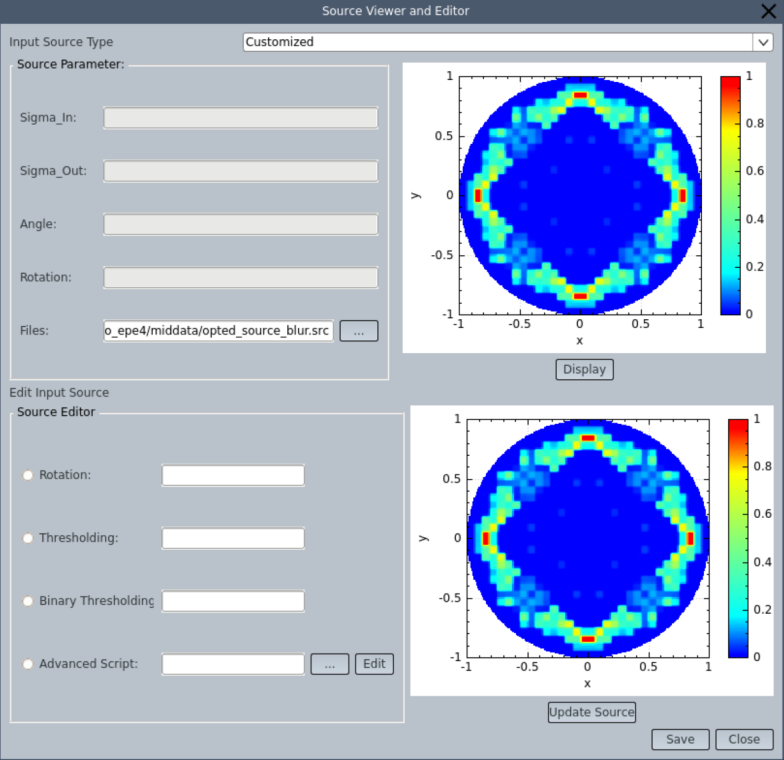 Source Viewer and Editor
Input Source Type
Customized
Source Parameter:
Sigma_In:
Sigma_Out:
Angle:
Rotation:
Files:
o_epe4/middata/opted_source_blur.src
...
1
0.5
0
-0.5
-1
y
-1
-0.5
0
0.5
1
x
1
0.8
0.6
0.4
0.2
0
Display
Edit Input Source
Source Editor
Rotation:
Thresholding:
Binary Thresholding
Advanced Script:
...
Edit
1
0.5
0
-0.5
-1
y
-1
-0.5
0
0.5
1
x
1
0.8
0.6
0.4
0.2
0
Update Source
Save
Close